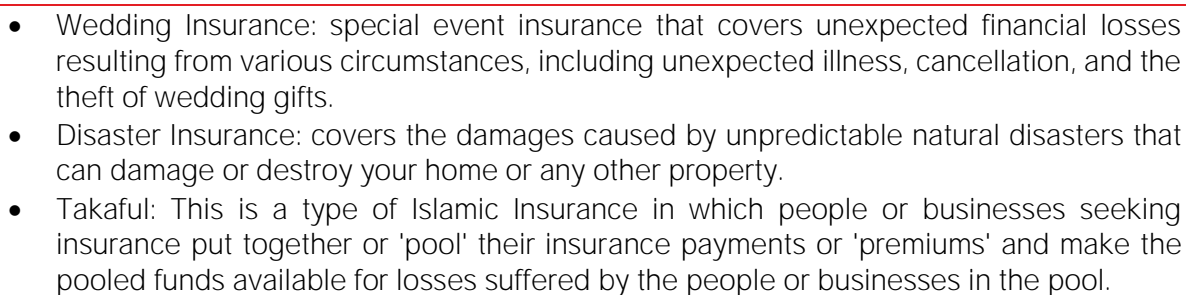 • Wedding Insurance: special event insurance that covers unexpected financial losses
resulting from various circumstances, including unexpected illness, cancellation, and the
theft of wedding gifts.
• Disaster Insurance: covers the damages caused by unpredictable natural disasters that
can damage or destroy your home or any other property.
• Takaful: This is a type of Islamic Insurance in which people or businesses seeking
insurance put together or 'pool' their insurance payments or 'premiums' and make the
pooled funds available for losses suffered by the people or businesses in the pool.